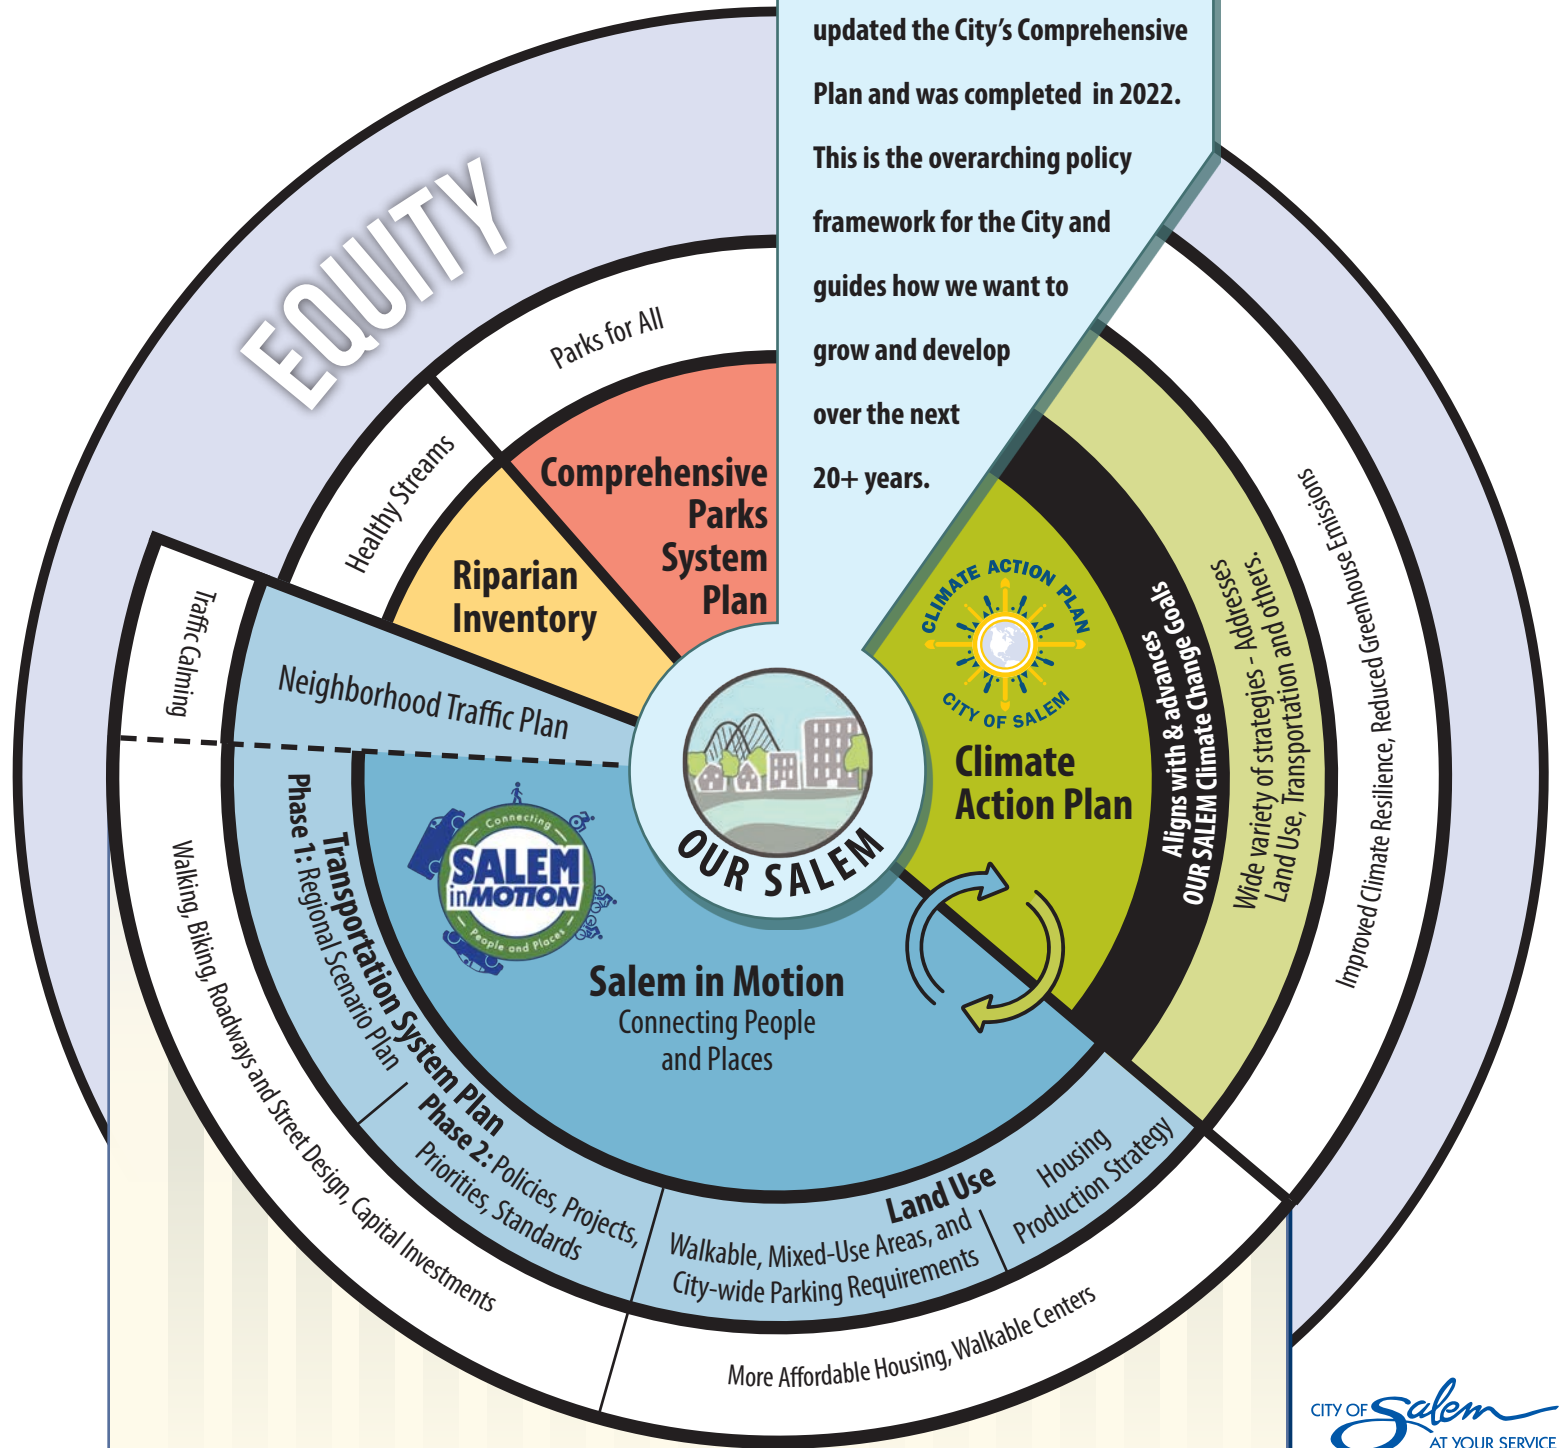 updated the City's Comprehensive
Plan and was completed in 2022.
This is the overarching policy
framework for the City and
guides how we want to
grow and develop
over the next
20+ years.
EQUITY
Parks for All
Comprehensive
Parks
System
Plan
Healthy Streams
Riparian
Inventory
Traffic Calming
Neighborhood Traffic Plan
OUR SALEM
CLIMATE ACTION PLAN
CITY OF SALEM
Climate
Action Plan
Aligns with & advances
OUR SALEM Climate Change Goals
Wide variety of strategies - Addresses
Land Use, Transportation and others.
Improved Climate Resilience, Reduced Greenhouse Emissions
Connecting
SALEM
in MOTION
People and Places
Salem in Motion
Connecting People
and Places
Transportation System Plan
Phase 1: Regional Scenario Plan
Phase 2: Policies, Projects,
Priorities, Standards
Walking, Biking, Roadways and Street Design, Capital Investments
Land Use
Walkable, Mixed-Use Areas, and
City-wide Parking Requirements
Housing
Production Strategy
More Affordable Housing, Walkable Centers
CITY OF Salem
AT YOUR SERVICE